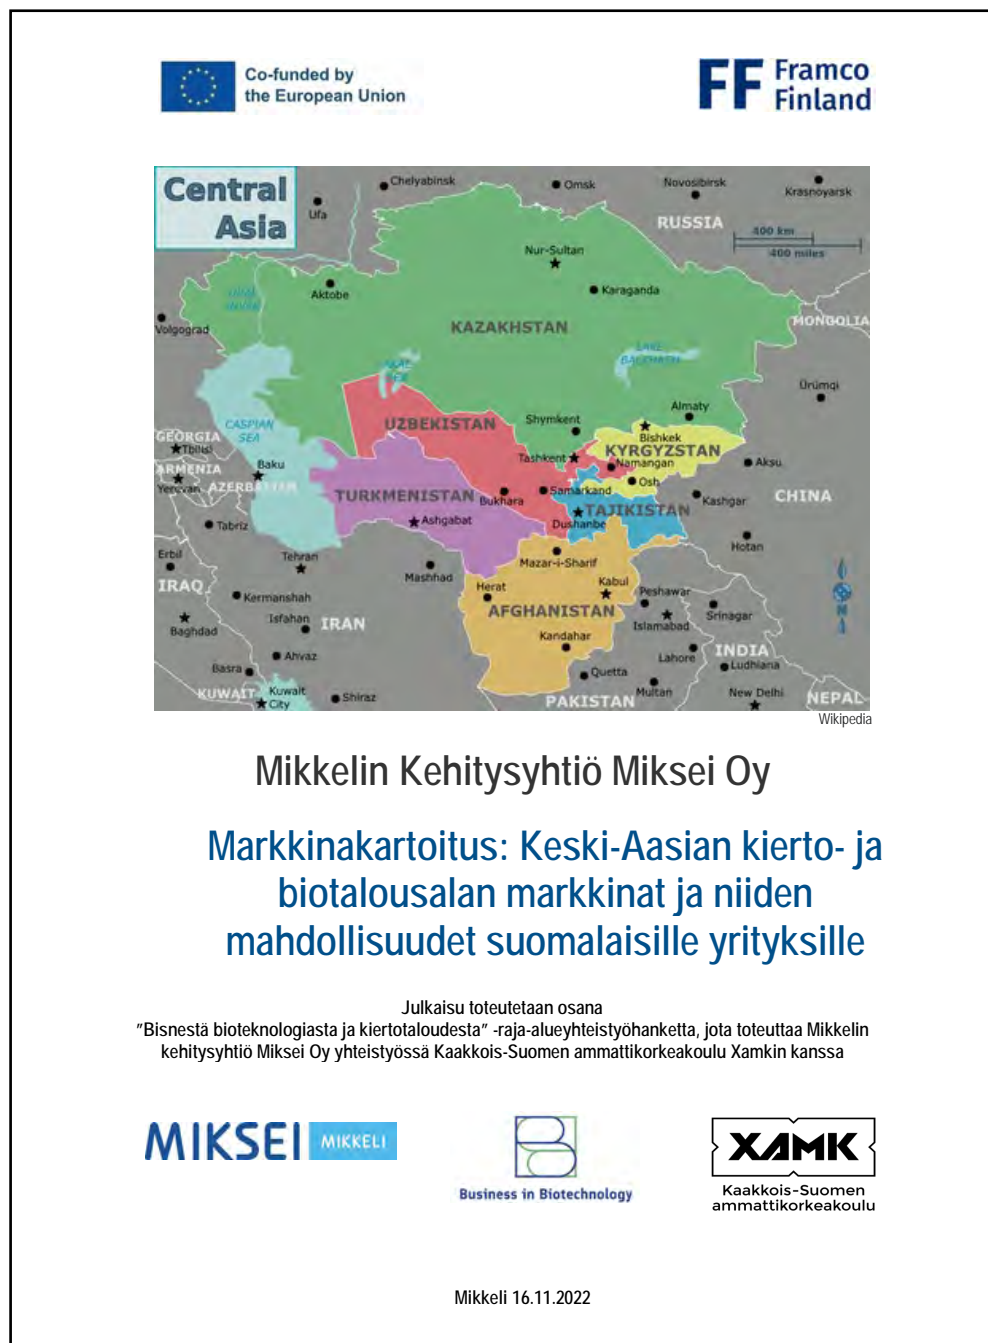 Co-funded by
the European Union
FF Framco
Finland
Central
Asia
Chelyabinsk
Omsk
Novosibirsk
Krasnoyarsk
Ufa
RUSSIA
400 km
400 miles
Nur-Sultan
Aktobe
Karaganda
Volgograd
KAZAKHSTAN
MONGOLIA
ARAL
SEA
LAKE
BALKHASH
Ürümqi
Almaty
CASPIAN
SEA
UZBEKISTAN
Shymkent
Bishkek
GEORGIA
Tbilisi
KYRGYZSTAN
Tashkent
Namangan
Aksu
ARMENIA
Baku
Yerevan
AZERBAIJAN
TURKMENISTAN
Bukhara
Samarkand
Osh
Kashgar
CHINA
TAJIKISTAN
Ashgabat
Dushanbe
Tabriz
Hotan
Erbil
Tehran
Mashhad
Mazar-i-Sharif
IRAQ
Herat
Kabul
Peshawar
Kermanshah
AFGHANISTAN
Srinagar
Baghdad
Isfahan
IRAN
Islamabad
N
Kandahar
INDIA
Ahvaz
Lahore
Ludhiana
Basra
Quetta
KUWAIT
Kuwait
City
Shiraz
Multan
New Delhi
PAKISTAN
NEPAL
Wikipedia
Mikkelin Kehitysyhtiö Miksei Oy
Markkinakartoitus: Keski-Aasian kierto- ja
biotalousalan markkinat ja niiden
mahdollisuudet suomalaisille yrityksille
Julkaisu toteutetaan osana
”Bisnestä bioteknologiasta ja kiertotaloudesta” -raja-alueyhteistyöhanketta, jota toteuttaa Mikkelin
kehitysyhtiö Miksei Oy yhteistyössä Kaakkois-Suomen ammattikorkeakoulu Xamkin kanssa
MIKSEI MIKKELI
Business in Biotechnology
XAMK
Kaakkois-Suomen
ammattikorkeakoulu
Mikkeli 16.11.2022